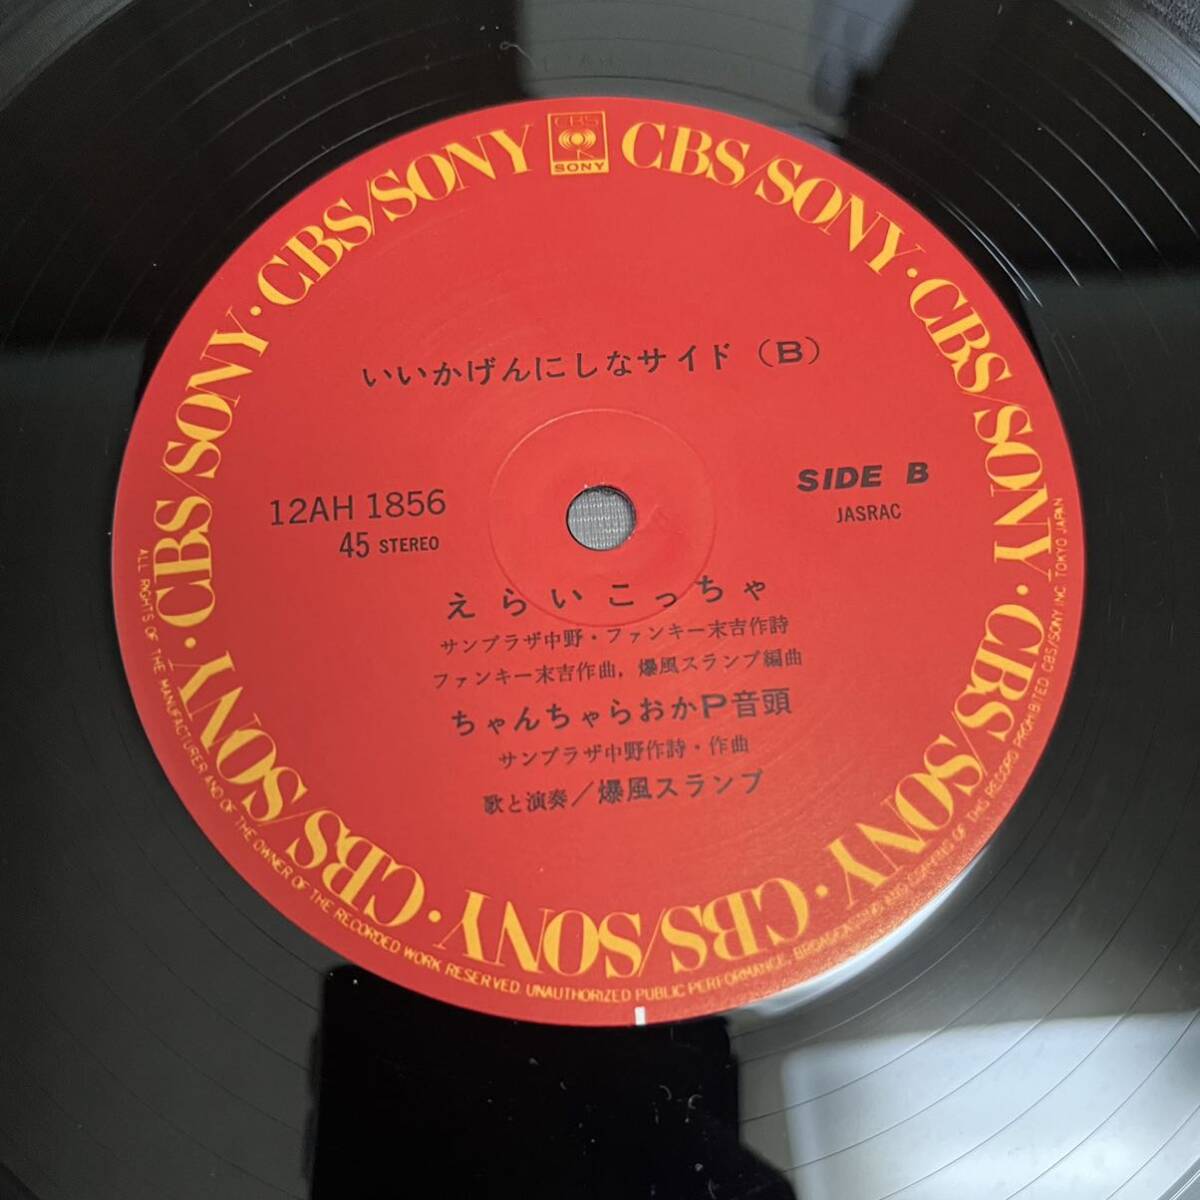 CBS
SONY
CBS/SONY · CBS/SONY · CBS/SONY · CBS/SONY · CBS/SONY · CBS/SONY · CBS/SONY · CBS/SONY · CBS/SONY · CBS/SONY
いいかげんにしなサイド（B）
12AH 1856
45 STEREO
SIDE B
JASRAC
えらいこっちゃ
サンプラザ中野・ファンキー末吉作詩
ファンキー末吉作曲, 爆風スランプ編曲
ちゃんちゃらおかP音頭
サンプラザ中野作詩・作曲
歌と演奏／爆風スランプ
ALL RIGHTS OF THE MANUFACTURER AND OF THE OWNER OF THE RECORDED WORK RESERVED. UNAUTHORIZED PUBLIC PERFORMANCE, BROADCASTING AND COPYING OF THIS RECORD PROHIBITED. CBS/SONY INC. TOKYO JAPAN